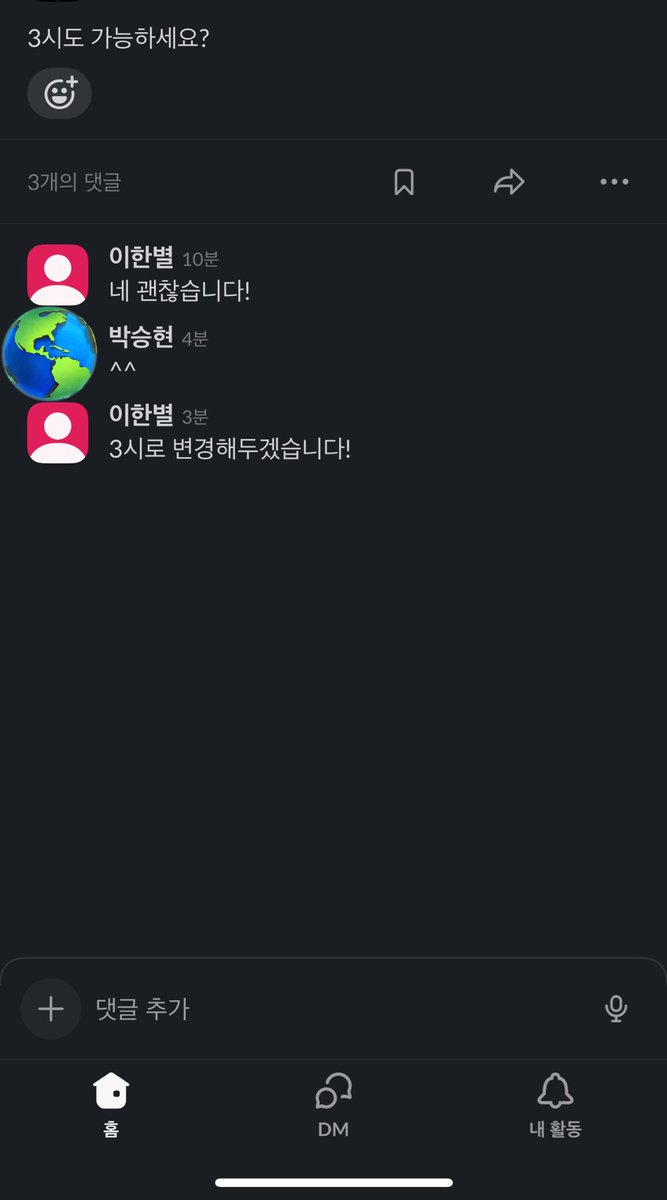 3시도 가능하세요?
3개의 댓글
이한별 10분
네 괜찮습니다!
박승현 4분
^^
이한별 3분
3시로 변경해두겠습니다!
댓글 추가
홈 DM 내 활동